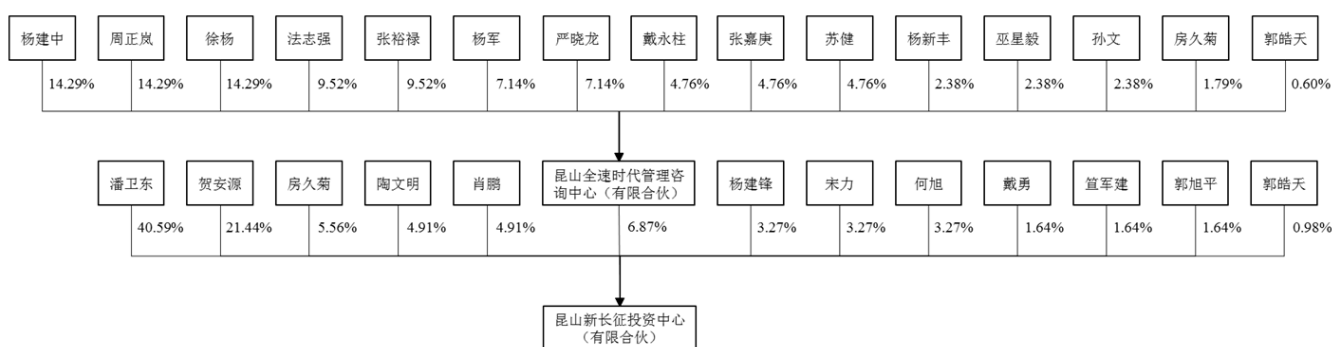 杨建中 周正岚 徐杨 法志强 张裕禄 杨军 严晓龙 戴永柱 张嘉庚 苏健 杨新丰 巫星毅 孙文 房久菊 郭皓天
14.29% 14.29% 14.29% 9.52% 9.52% 7.14% 7.14% 4.76% 4.76% 4.76% 2.38% 2.38% 2.38% 1.79% 0.60%
潘卫东 贺安源 房久菊 陶文明 肖鹏 昆山全速时代管理咨 杨建锋 宋力 何旭 戴勇 笪军建 郭旭平 郭皓天
询中心（有限合伙）
40.59% 21.44% 5.56% 4.91% 4.91% 6.87% 3.27% 3.27% 3.27% 1.64% 1.64% 1.64% 0.98%
昆山新长征投资中心
（有限合伙）